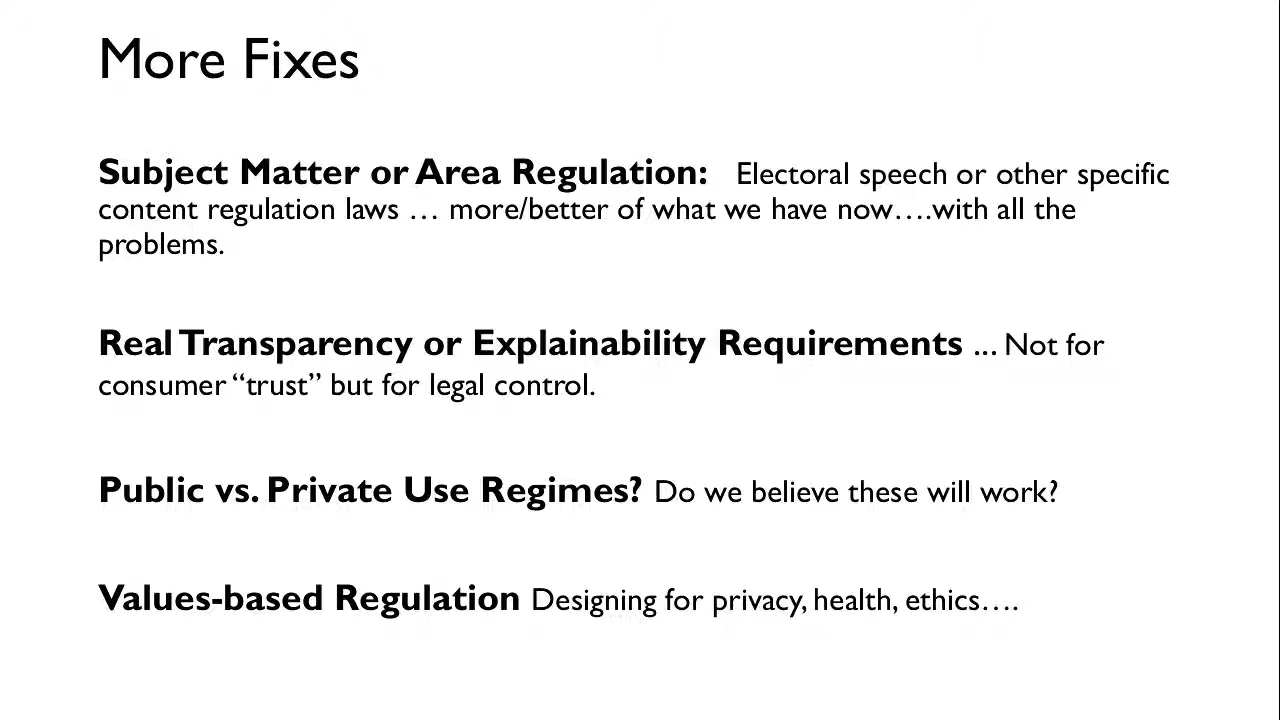 More Fixes
Subject Matter or Area Regulation: Electoral speech or other specific
content regulation laws … more/better of what we have now….with all the
problems.
Real Transparency or Explainability Requirements ... Not for
consumer “trust” but for legal control.
Public vs. Private Use Regimes? Do we believe these will work?
Values-based Regulation Designing for privacy, health, ethics….